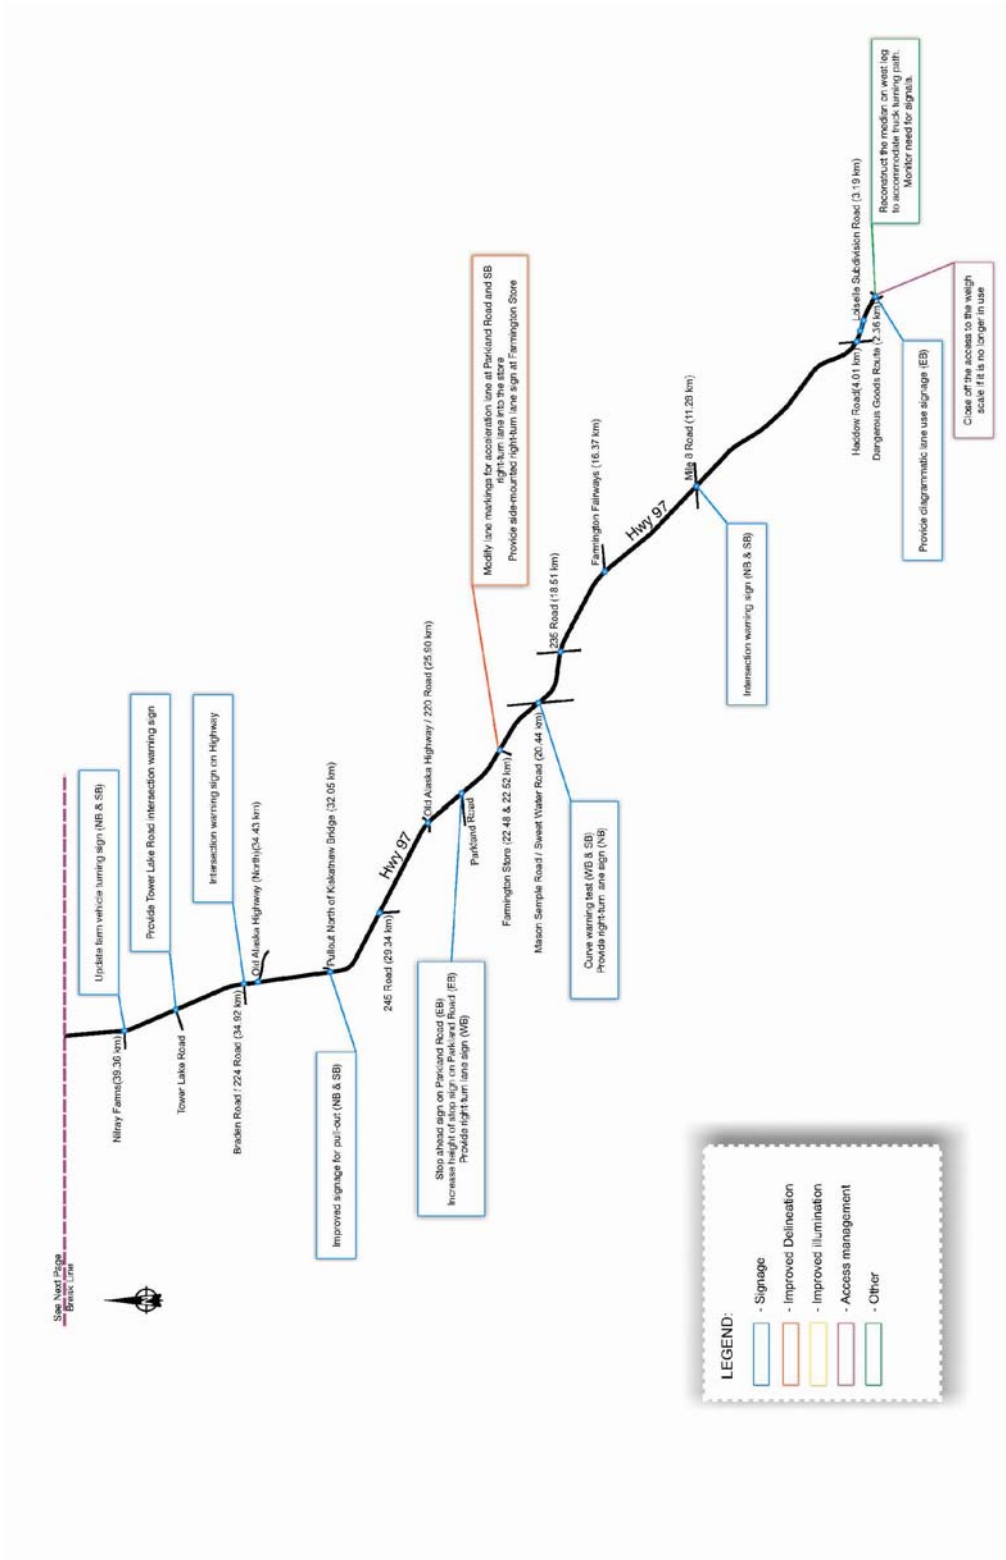 See Next Page
Break Line
Update farm vehicle turning sign (NB & SB)
Nilray Farms(39.36 km)
Provide Tower Lake Road intersection warning sign
Tower Lake Road
Intersection warning sign on Highway
Braden Road / 224 Road (34.92 km)
Old Alaska Highway (North)(34.43 km)
Pullout North of Kiskatinaw Bridge (32.05 km)
Improved signage for pull-out (NB & SB)
245 Road (29.34 km)
Hwy 97
Old Alaska Highway / 220 Road (25.90 km)
Parkland Road
Stop ahead sign on Parkland Road (EB)
Increase height of stop sign on Parkland Road (EB)
Provide right-turn lane sign (WB)
Modify lane markings for acceleration lane at Parkland Road and SB
right-turn lane into the store
Provide side-mounted right-turn lane sign at Farmington Store
Farmington Store (22.48 & 22.52 km)
Mason Semple Road / Sweet Water Road (20.44 km)
Curve warning test (WB & SB)
Provide right-turn lane sign (NB)
235 Road (18.51 km)
Farmington Fairways (16.37 km)
Hwy 97
Mile 8 Road (11.28 km)
Intersection warning sign (NB & SB)
Haddow Road(4.01 km)
Loiselle Subdivision Road (3.19 km)
Dangerous Goods Route (2.36 km)
Reconstruct the median on west leg
to accommodate truck turning path.
Monitor need for signals.
Provide diagrammatic lane use signage (EB)
Close off the access to the weigh
scale if it is no longer in use
LEGEND:
- Signage
- Improved Delineation
- Improved illumination
- Access management
- Other